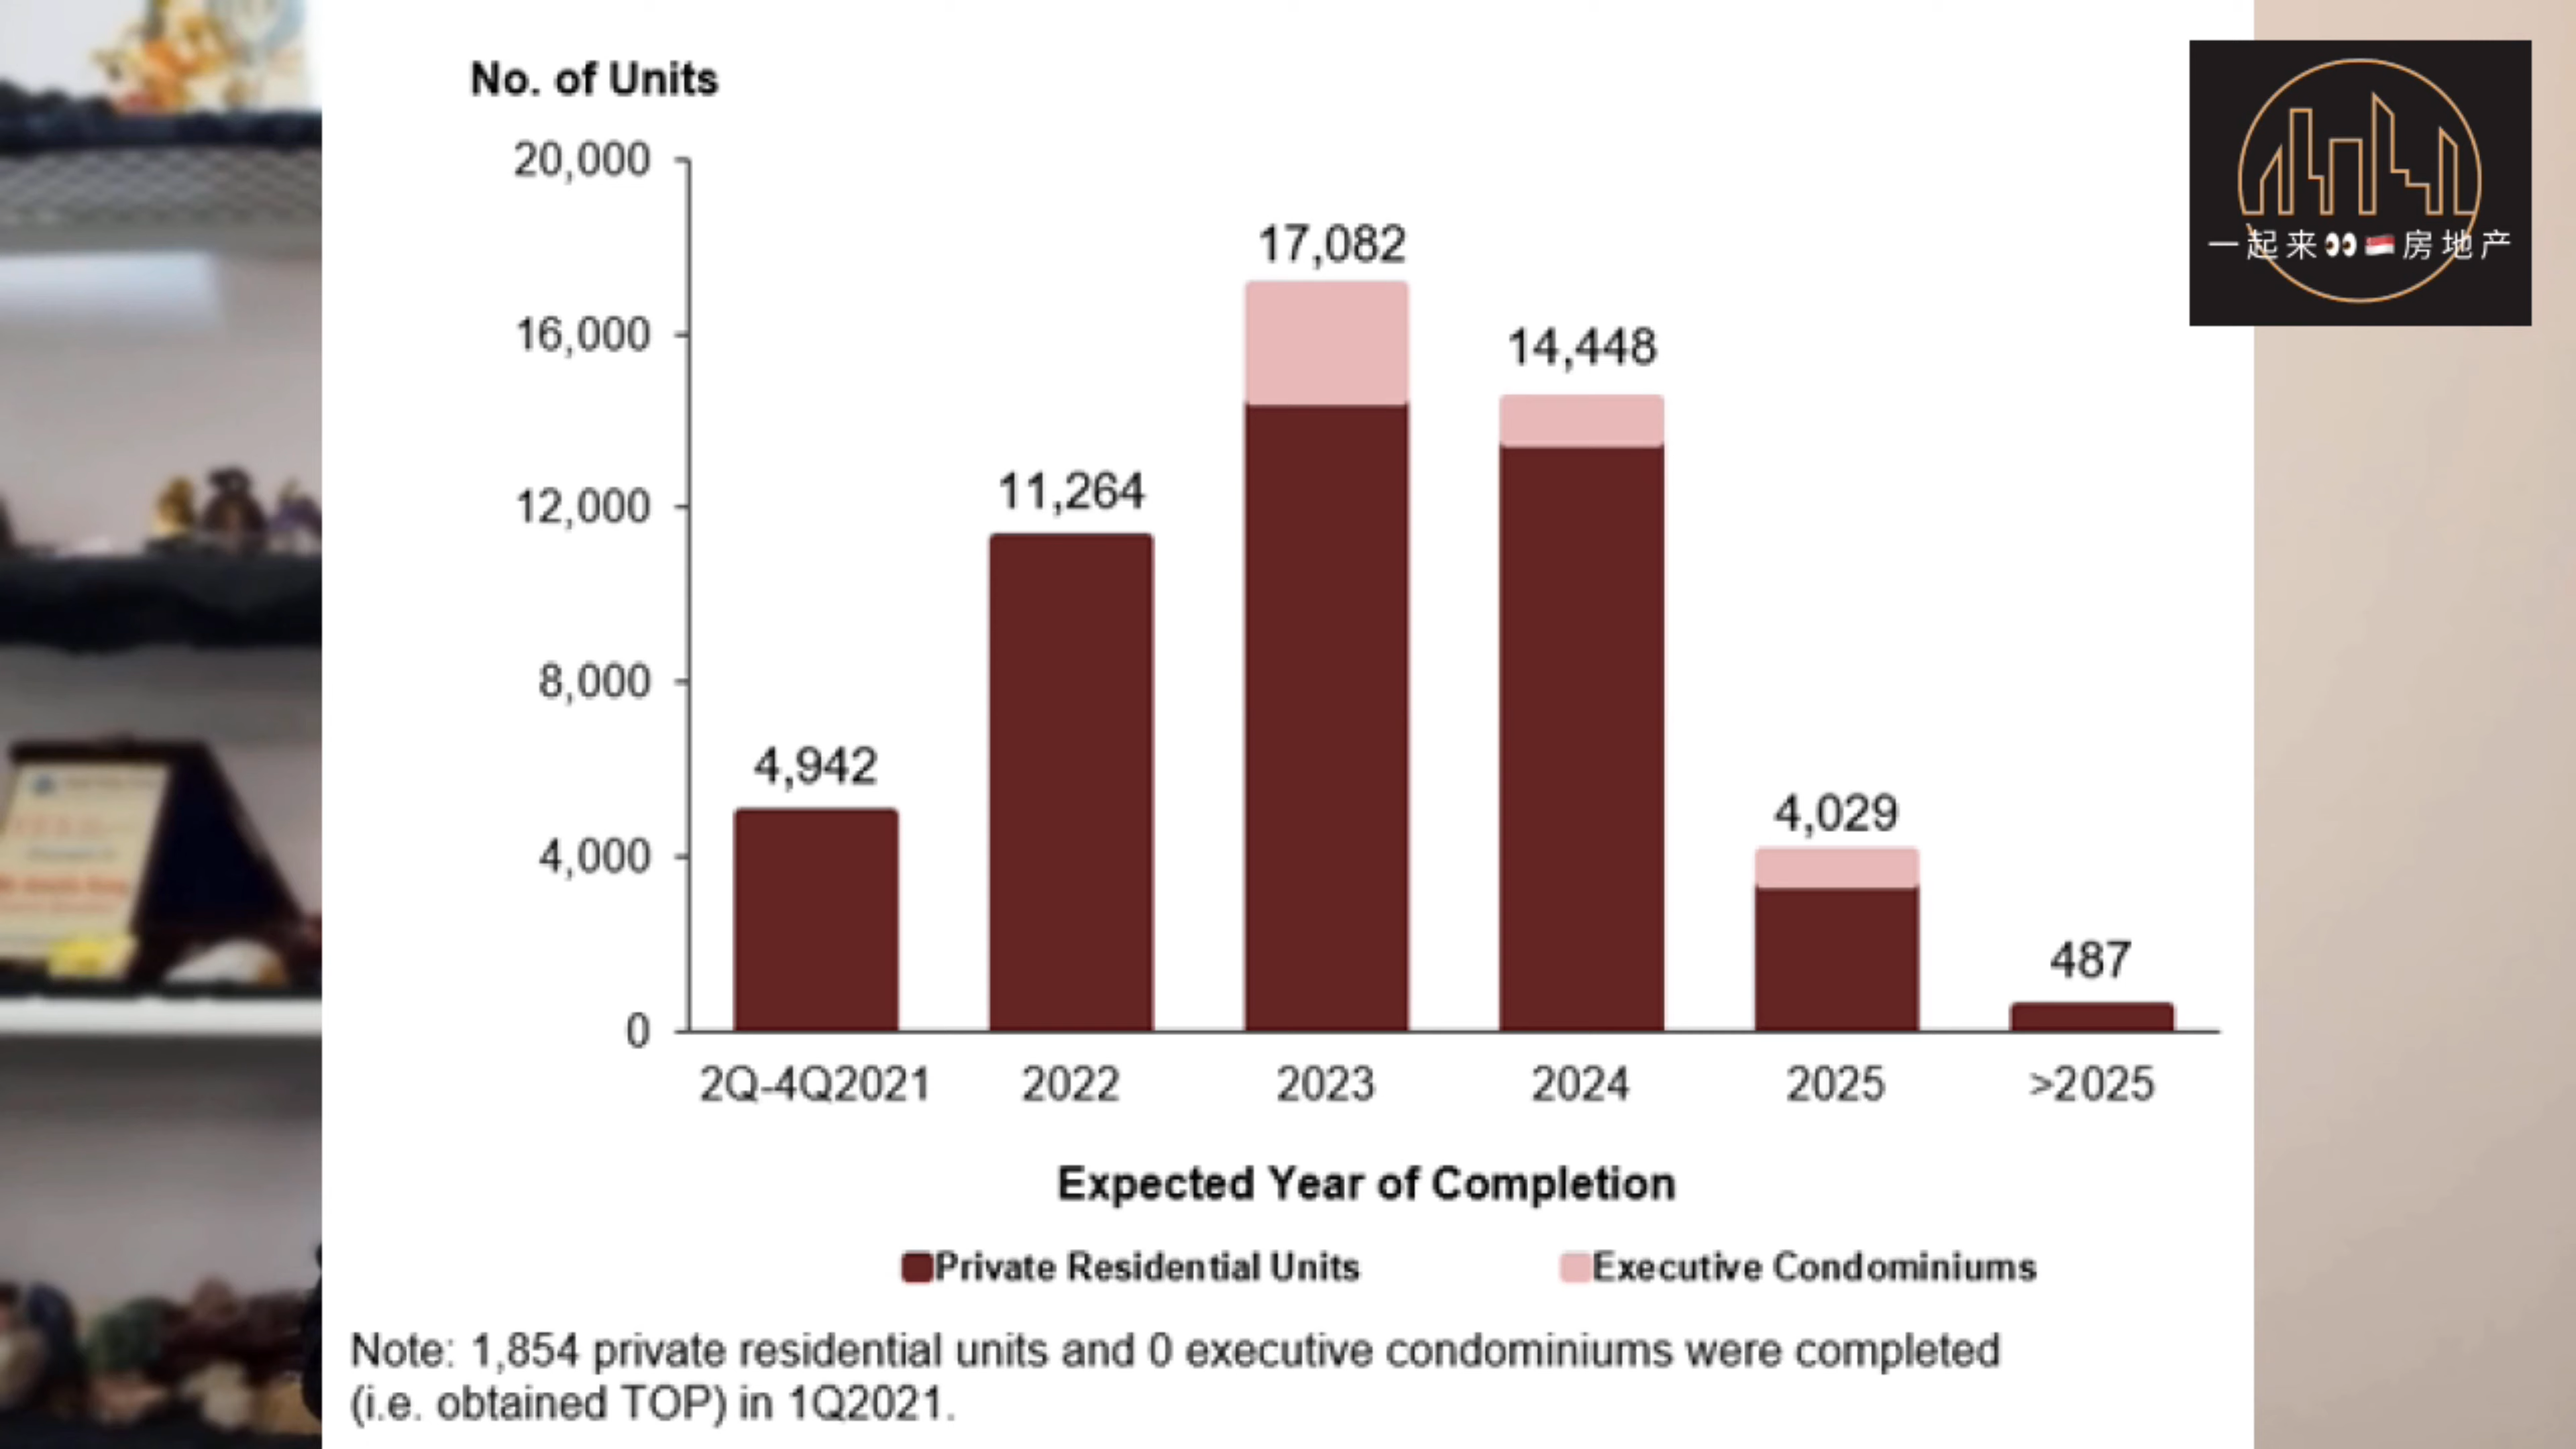 No. of Units
20,000
16,000
12,000
8,000
4,000
0
4,942
11,264
17,082
14,448
4,029
487
2Q-4Q2021 2022 2023 2024 2025 >2025
Expected Year of Completion
Private Residential Units Executive Condominiums
Note: 1,854 private residential units and 0 executive condominiums were completed
(i.e. obtained TOP) in 1Q2021.
一起来👀🇸🇬房地产